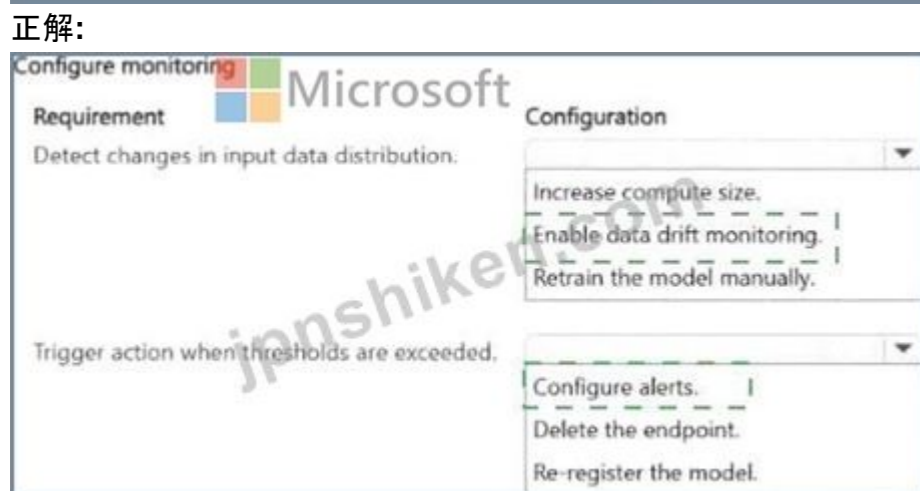 正解:
Configure monitoring
Microsoft
Requirement
Configuration
Detect changes in input data distribution.
Increase compute size.
Enable data drift monitoring.
Retrain the model manually.
jpnshiken.com
Trigger action when thresholds are exceeded.
Configure alerts.
Delete the endpoint.
Re-register the model.